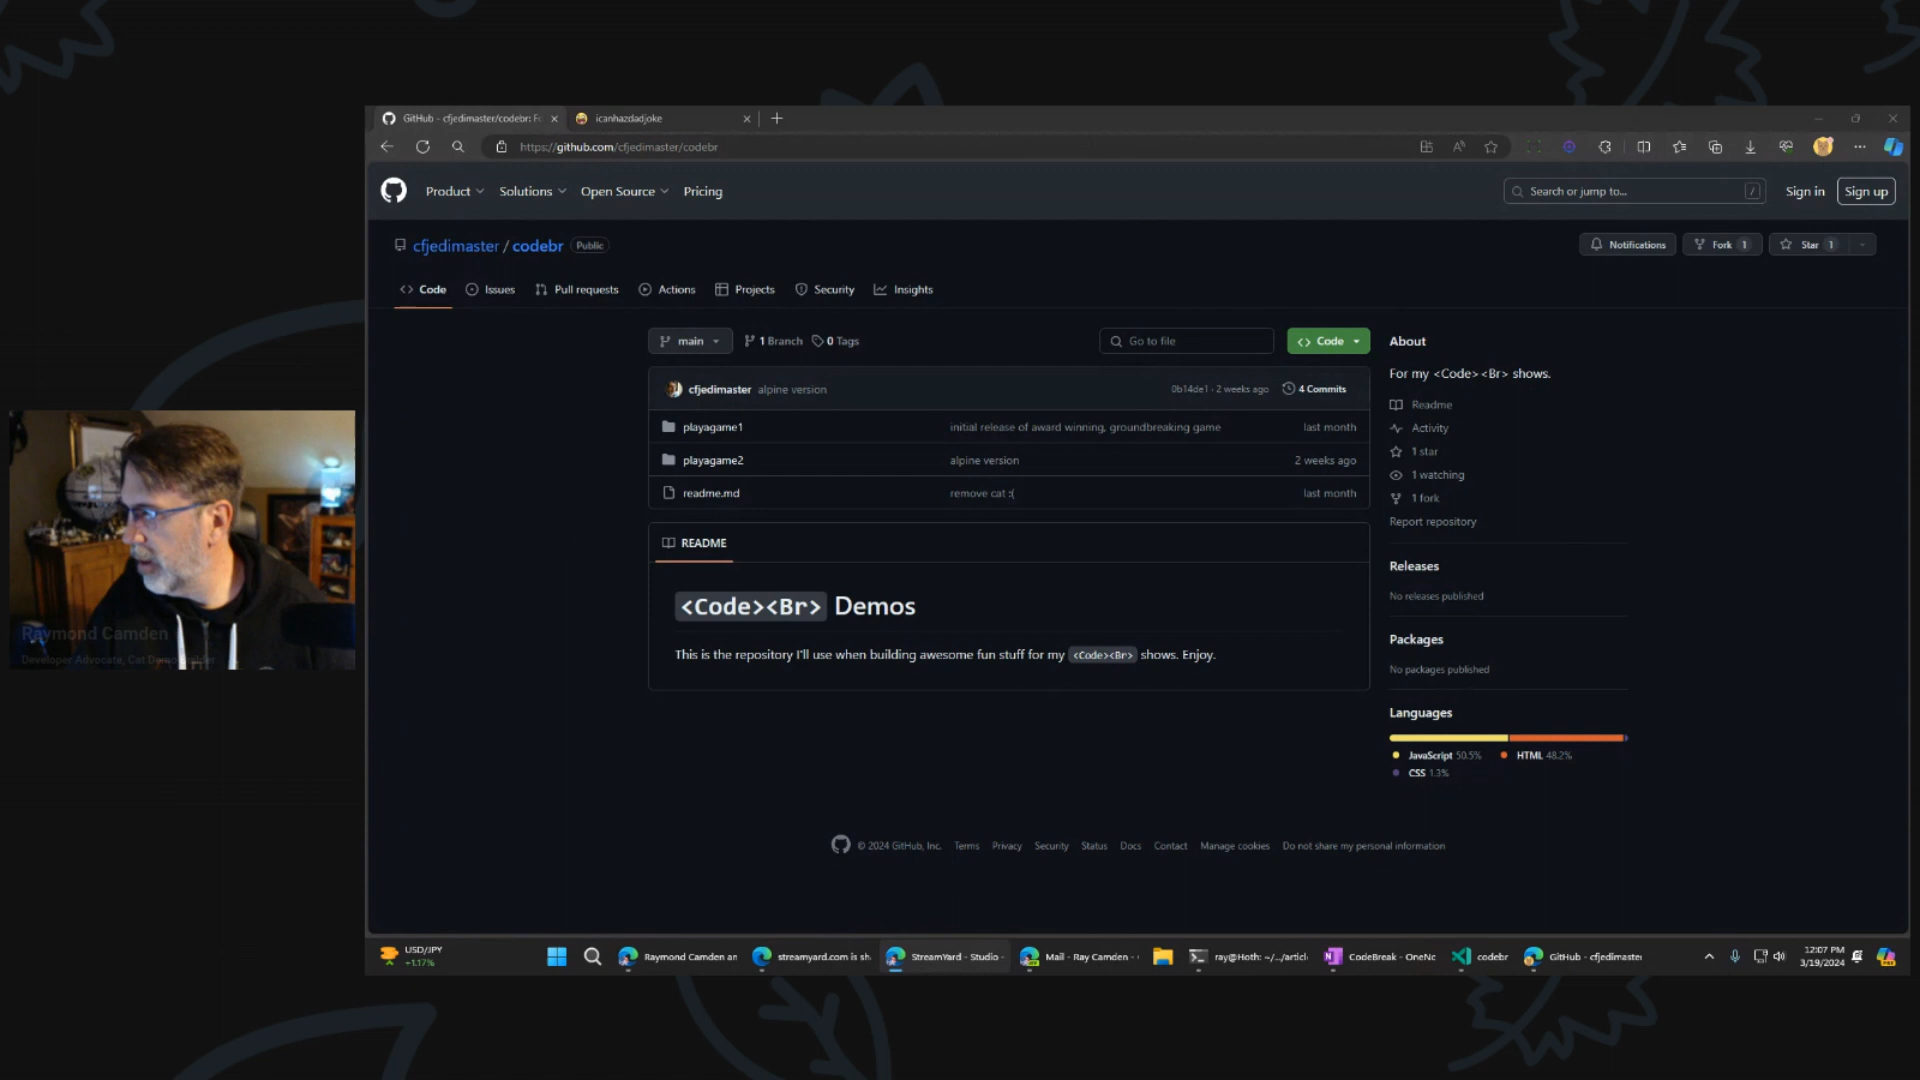 GitHub - cfjedimaster/codebr: Fo
icanhazdadjoke
https://github.com/cfjedimaster/codebr
Product
Solutions
Open Source
Pricing
Search or jump to...
/
Sign in
Sign up
cfjedimaster / codebr
Public
Notifications
Fork 1
Star 1
Code
Issues
Pull requests
Actions
Projects
Security
Insights
main
1 Branch
0 Tags
Go to file
Code
About
For my <Code><Br> shows.
cfjedimaster alpine version
0b14de1 · 2 weeks ago
4 Commits
playagame1
initial release of award winning, groundbreaking game
last month
playagame2
alpine version
2 weeks ago
readme.md
remove cat :(
last month
Readme
Activity
1 star
1 watching
1 fork
Report repository
README
<Code><Br> Demos
This is the repository I'll use when building awesome fun stuff for my <Code><Br> shows. Enjoy.
Releases
No releases published
Packages
No packages published
Languages
JavaScript 50.5%
HTML 48.2%
CSS 1.3%
© 2024 GitHub, Inc.
Terms
Privacy
Security
Status
Docs
Contact
Manage cookies
Do not share my personal information
Raymond Camden
Developer Advocate, Cat Demo
USD/JPY
+1.17%
Raymond Camden an
streamyard.com is sh
StreamYard - Studio -
Mail - Ray Camden -
ray@Hoth: ~/.../articl
CodeBreak - OneNc
codebr
GitHub - cfjedimaster
12:07 PM
3/19/2024